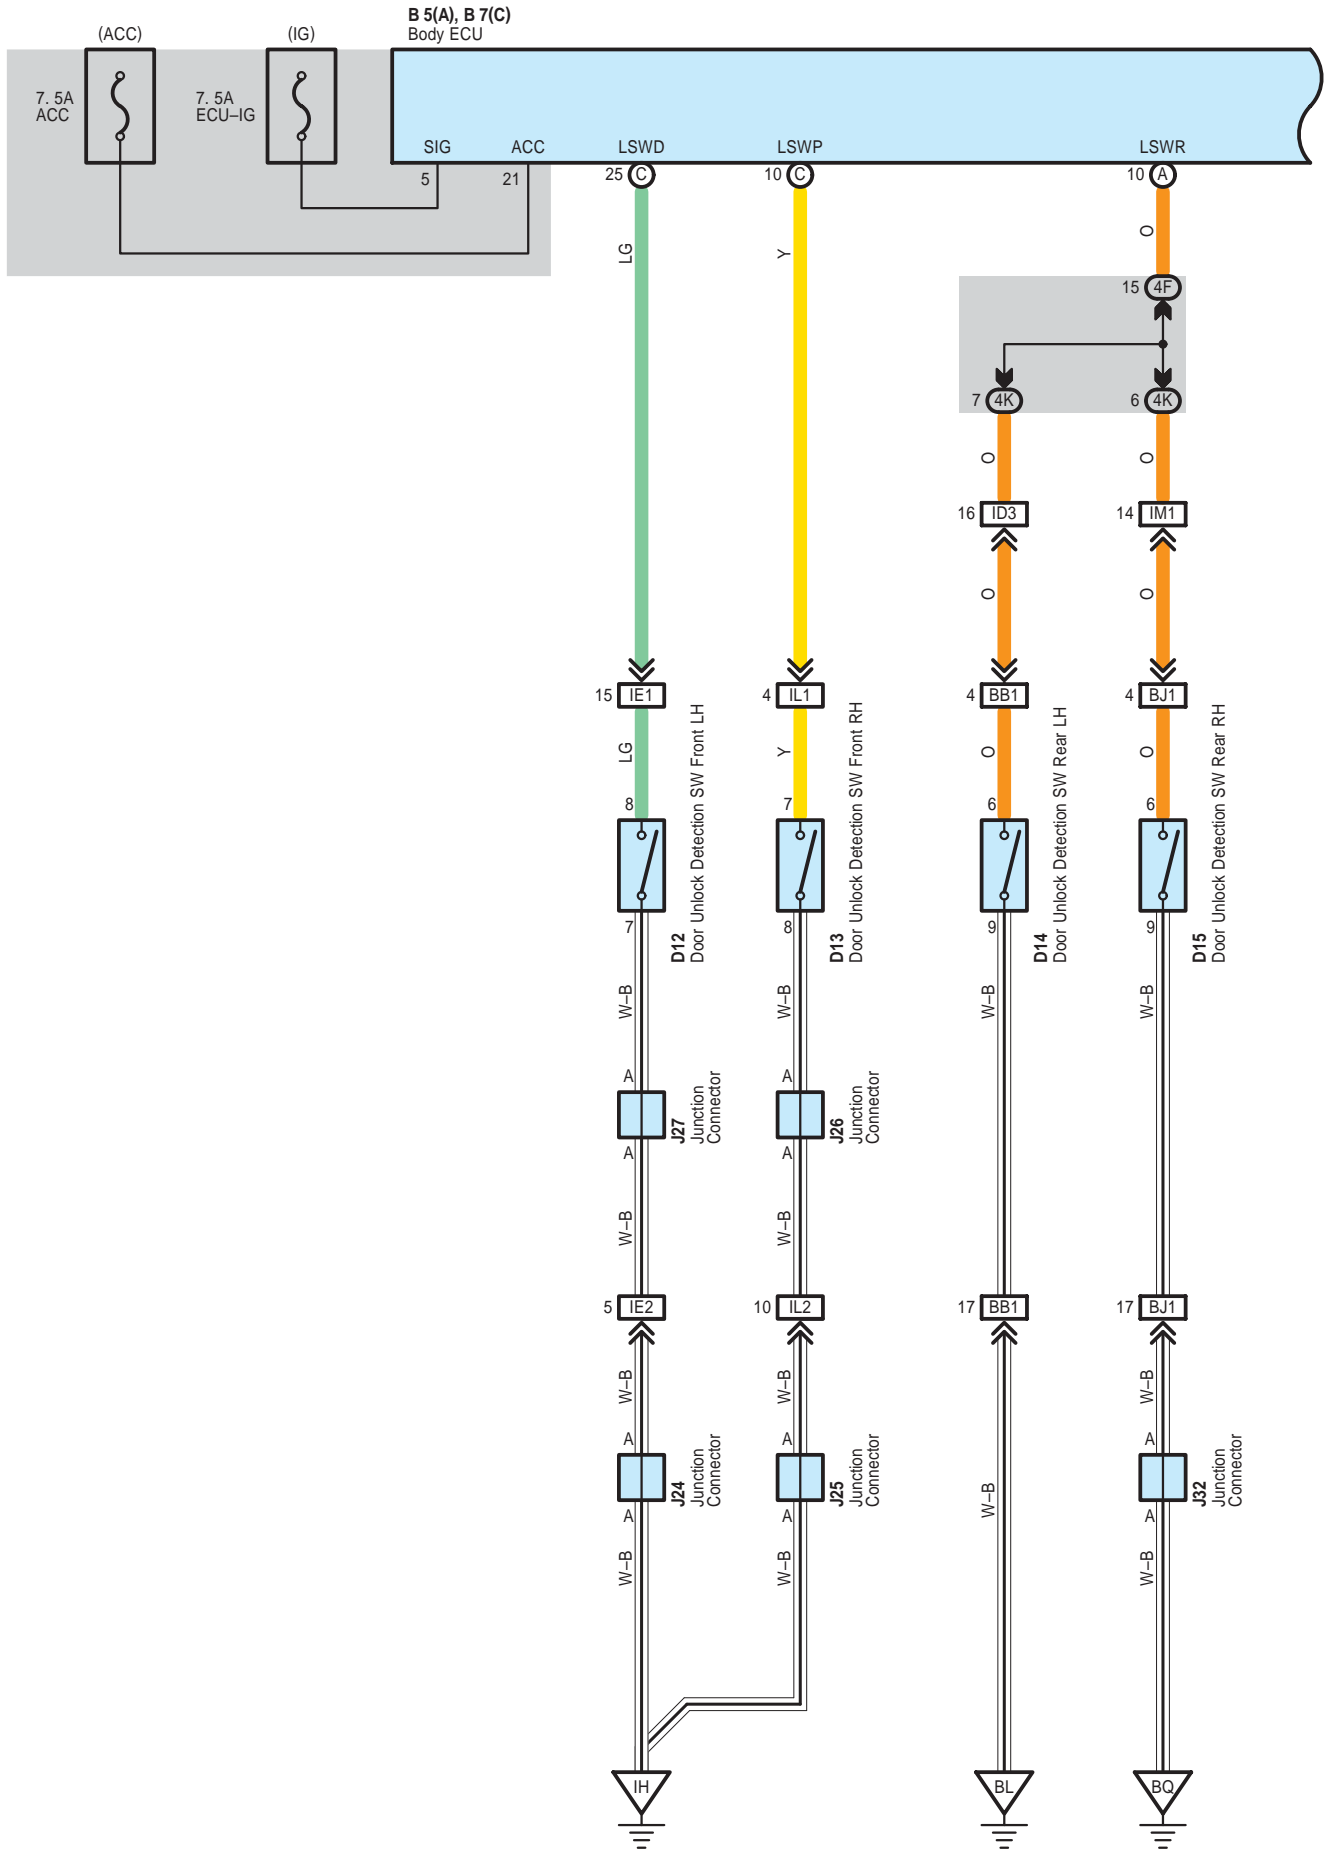 B 5(A), B 7(C)
Body ECU
(ACC)
(IG)
7. 5A
ACC
7. 5A
ECU–IG
SIG
ACC
LSWD
LSWP
LSWR
5
21
25 C
10 C
10 A
LG
Y
O
15 4F
7 4K
6 4K
O
O
16 ID3
14 IM1
O
O
15 IE1
4 IL1
4 BB1
4 BJ1
LG
Y
O
O
8
7
6
6
D12
Door Unlock Detection SW Front LH
D13
Door Unlock Detection SW Front RH
D14
Door Unlock Detection SW Rear LH
D15
Door Unlock Detection SW Rear RH
7
8
9
9
W–B
W–B
W–B
W–B
A
A
J27
Junction
Connector
J26
Junction
Connector
A
A
W–B
W–B
5 IE2
10 IL2
17 BB1
17 BJ1
W–B
W–B
W–B
A
A
A
J24
Junction
Connector
J25
Junction
Connector
W–B
J32
Junction
Connector
A
A
A
W–B
W–B
W–B
IH
BL
BQ